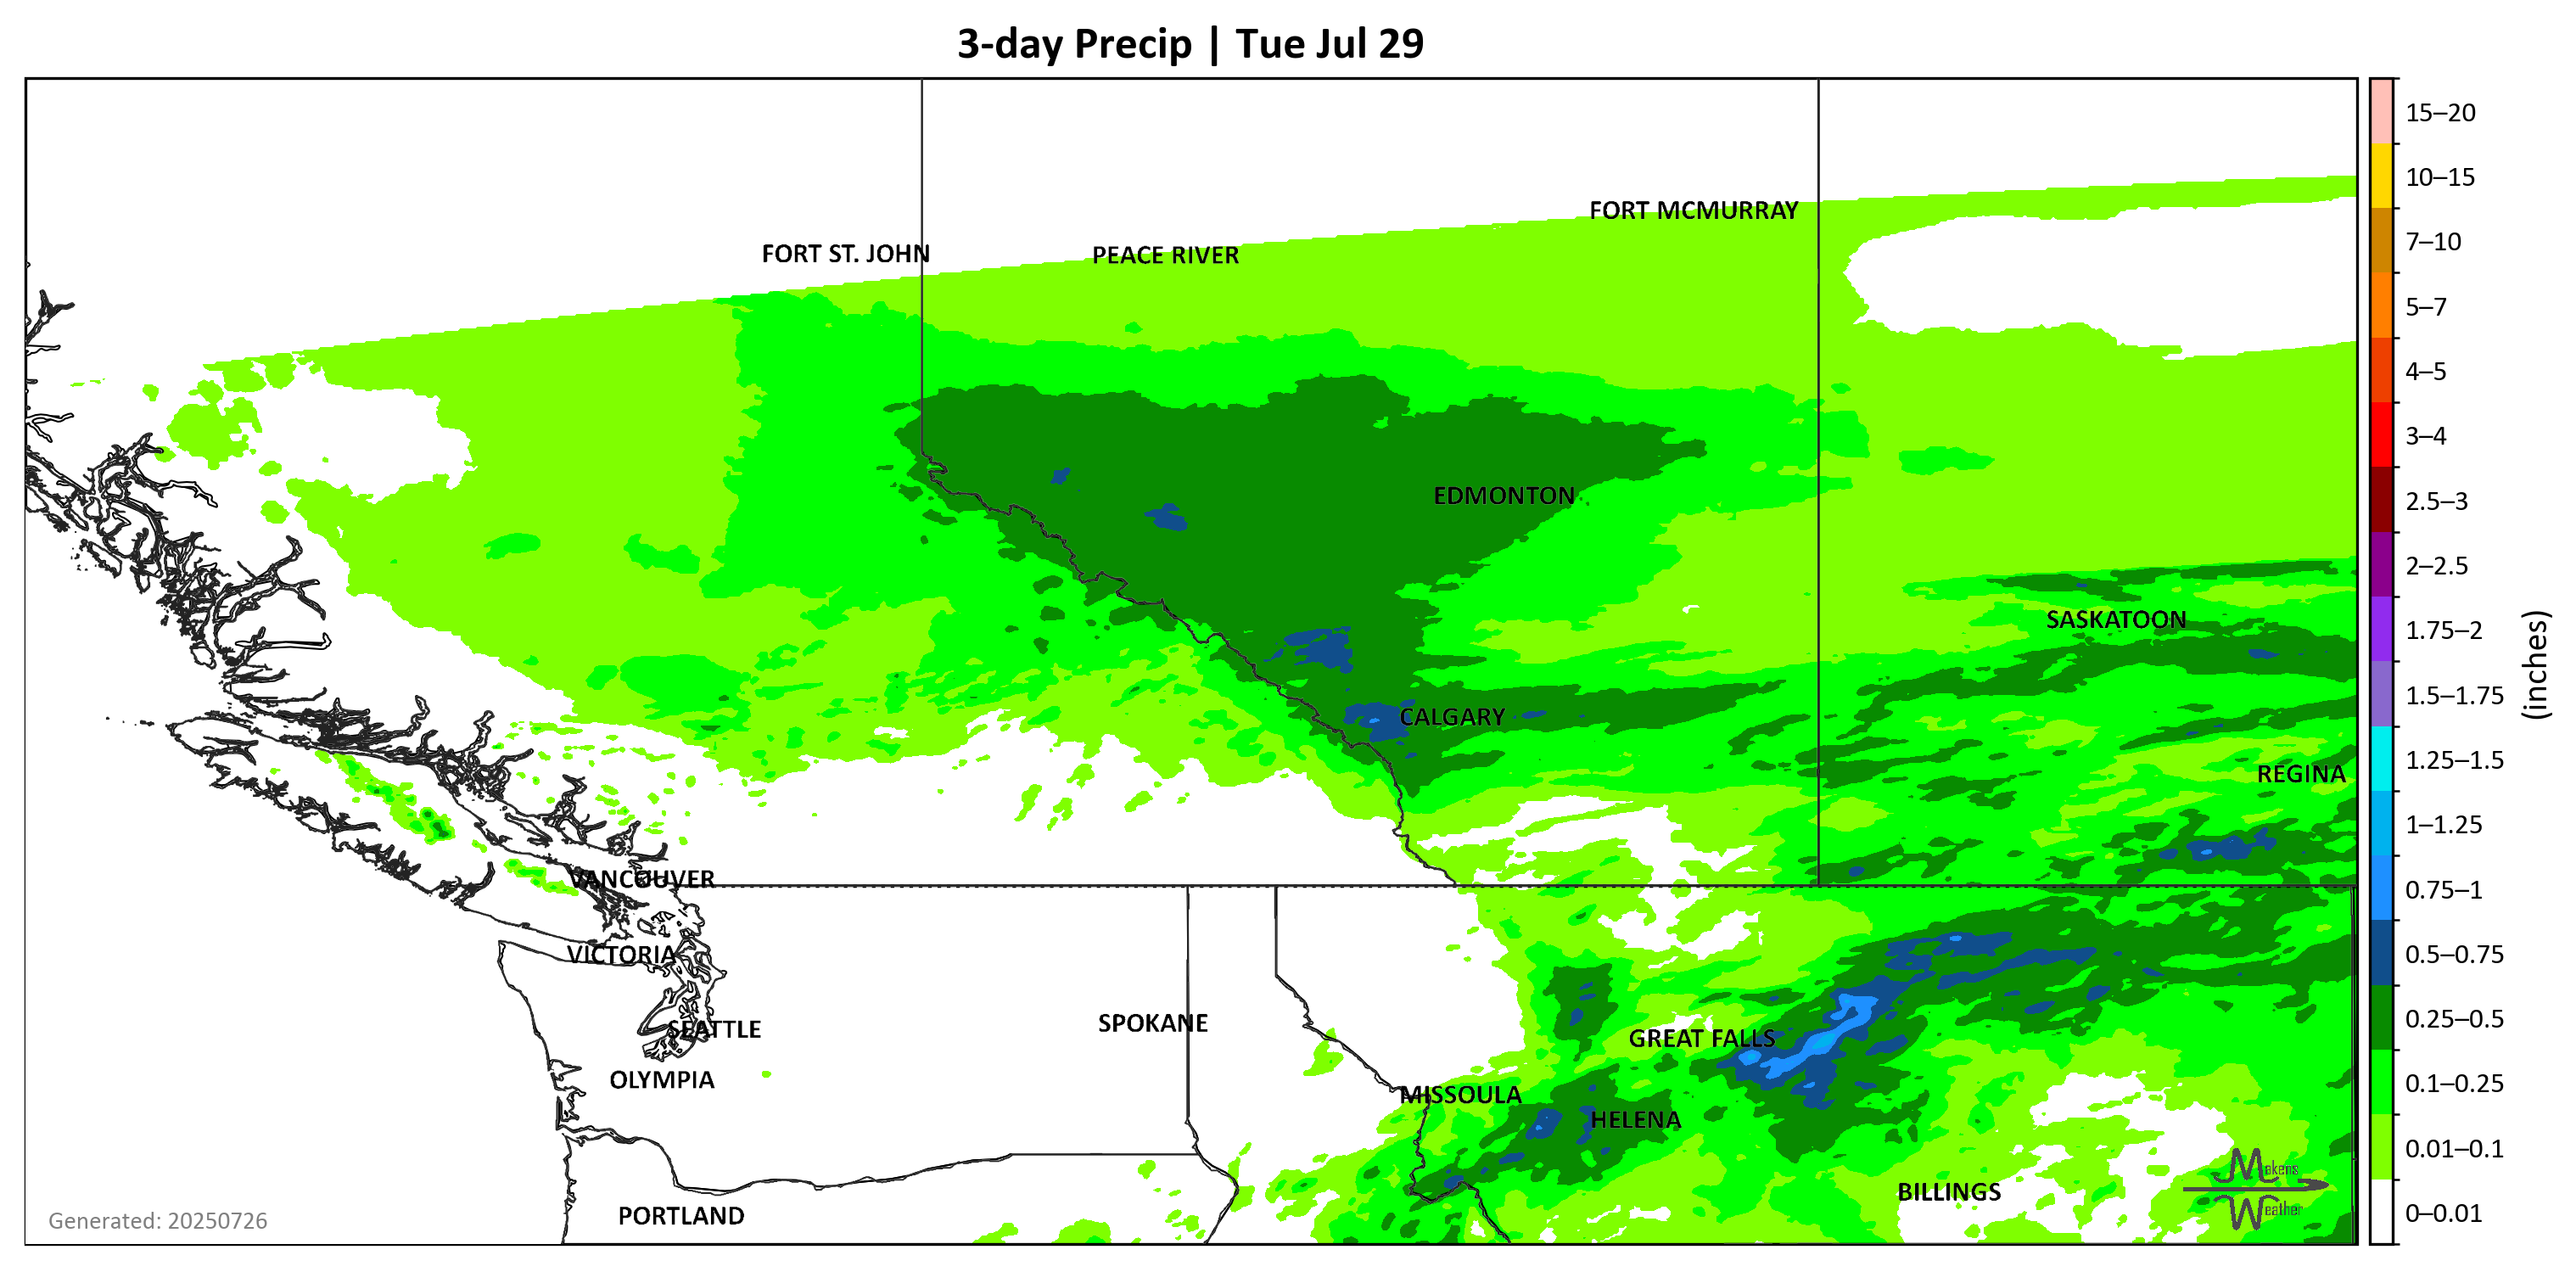 3-day Precip | Tue Jul 29
FORT MCMURRAY
FORT ST. JOHN
PEACE RIVER
EDMONTON
SASKATOON
CALGARY
REGINA
VANCOUVER
VICTORIA
SEATTLE
SPOKANE
GREAT FALLS
OLYMPIA
MISSOULA
HELENA
BILLINGS
PORTLAND
Generated: 20250726
Makens
Weather
15–20
10–15
7–10
5–7
4–5
3–4
2.5–3
2–2.5
1.75–2
1.5–1.75
1.25–1.5
1–1.25
0.75–1
0.5–0.75
0.25–0.5
0.1–0.25
0.01–0.1
0–0.01
(inches)